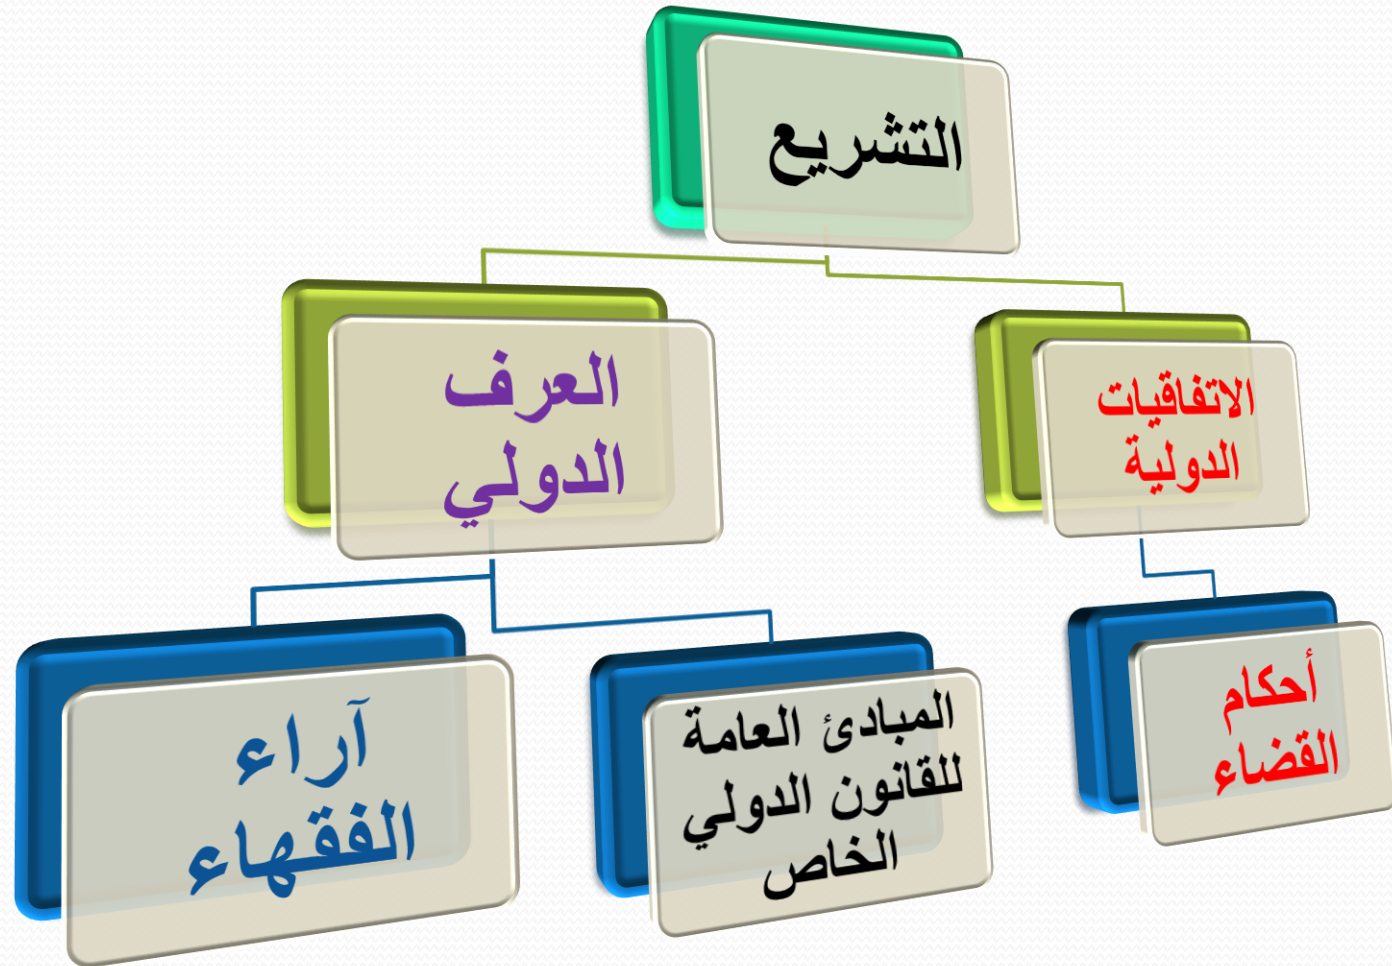 التشريع
الاتفاقيات
الدولية
العرف
الدولي
أحكام
القضاء
المبادئ العامة
للقانون الدولي
الخاص
آراء
الفقهاء